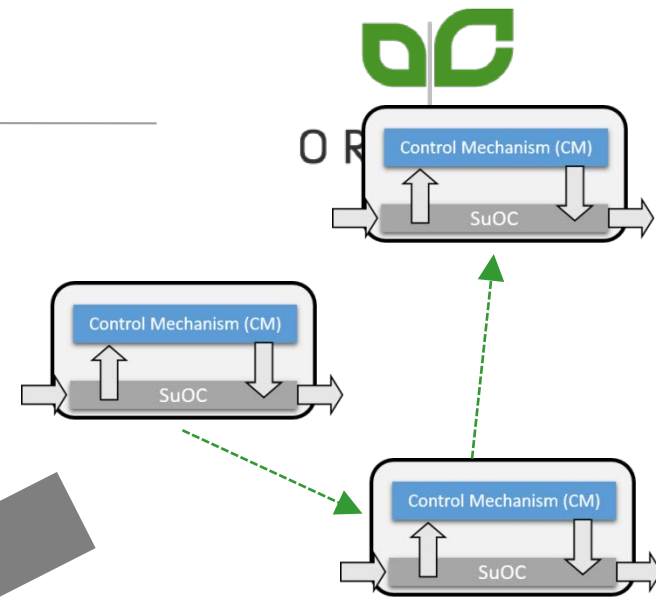 O R
Control Mechanism (CM)
SuOC
Control Mechanism (CM)
SuOC
Control Mechanism (CM)
SuOC